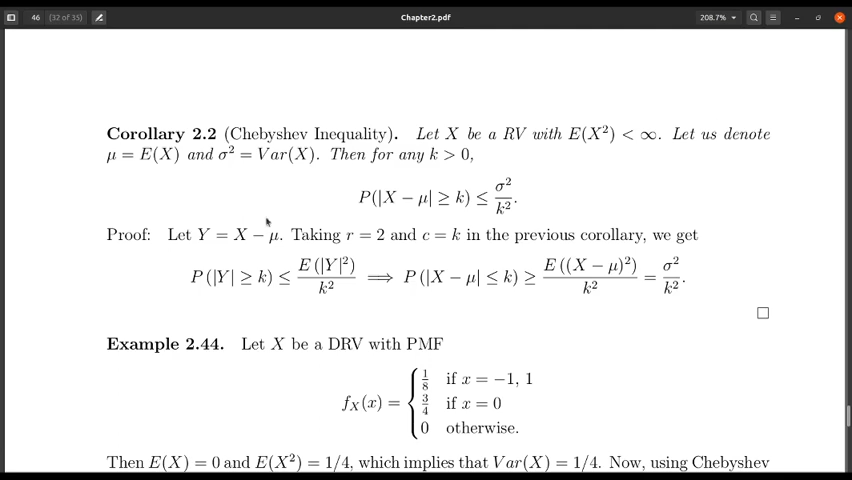 46 (32 of 35) Chapter2.pdf 208.7%
Corollary 2.2 (Chebyshev Inequality). Let X be a RV with E(X²) < ∞. Let us denote
μ = E(X) and σ² = Var(X). Then for any k > 0,
P(|X − μ| ≥ k) ≤ σ²/k².
Proof: Let Y = X − μ. Taking r = 2 and c = k in the previous corollary, we get
P (|Y| ≥ k) ≤ E (|Y|²)/k² ⟹ P (|X − μ| ≤ k) ≥ E ((X − μ)²)/k² = σ²/k².
□
Example 2.44. Let X be a DRV with PMF
f_X(x) = { 1/8 if x = −1, 1
3/4 if x = 0
0 otherwise.
Then E(X) = 0 and E(X²) = 1/4, which implies that Var(X) = 1/4. Now, using Chebyshev